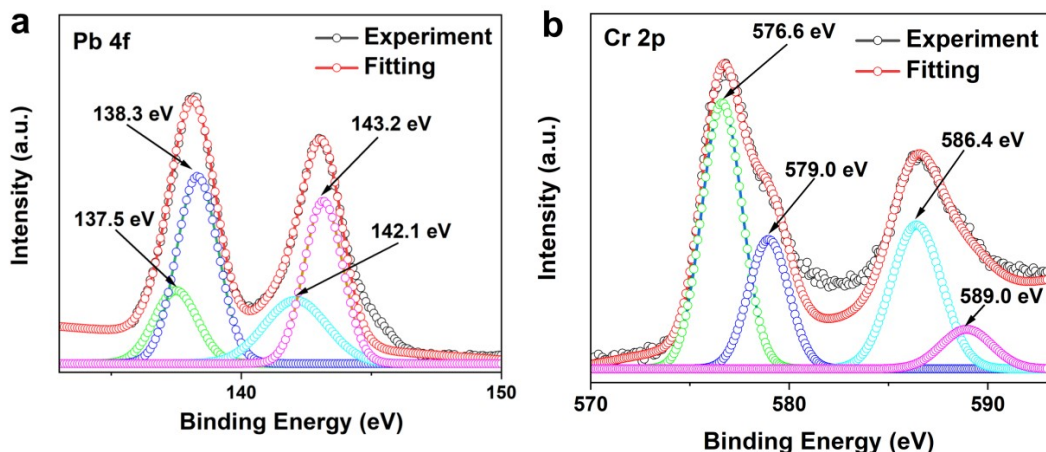 a
Pb 4f
Experiment
Fitting
138.3 eV
143.2 eV
137.5 eV
142.1 eV
Intensity (a.u.)
140
150
Binding Energy (eV)
b
Cr 2p
576.6 eV
Experiment
Fitting
579.0 eV
586.4 eV
589.0 eV
Intensity (a.u.)
570
580
590
Binding Energy (eV)